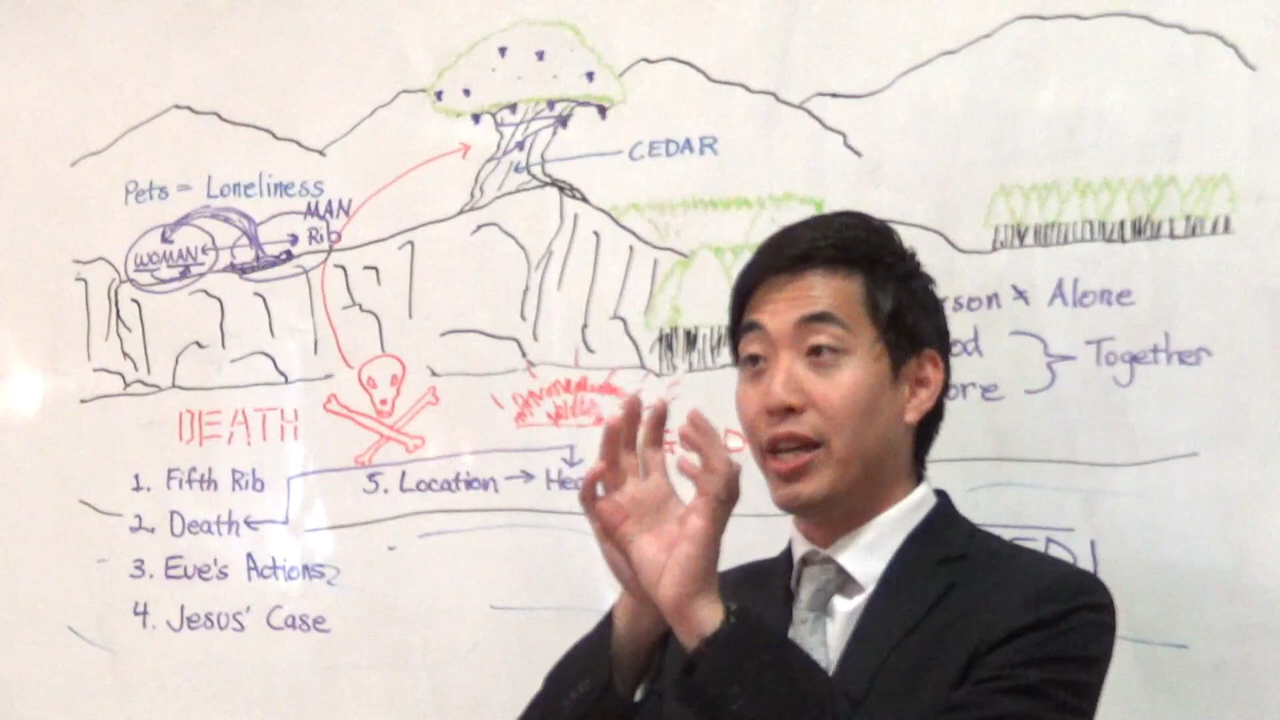 CEDAR
Pets = Loneliness
MAN
Rib
WOMAN
Alone
Together
DEATH
1. Fifth Rib
5. Location → Hea
2. Death
3. Eve's Actions
4. Jesus' Case